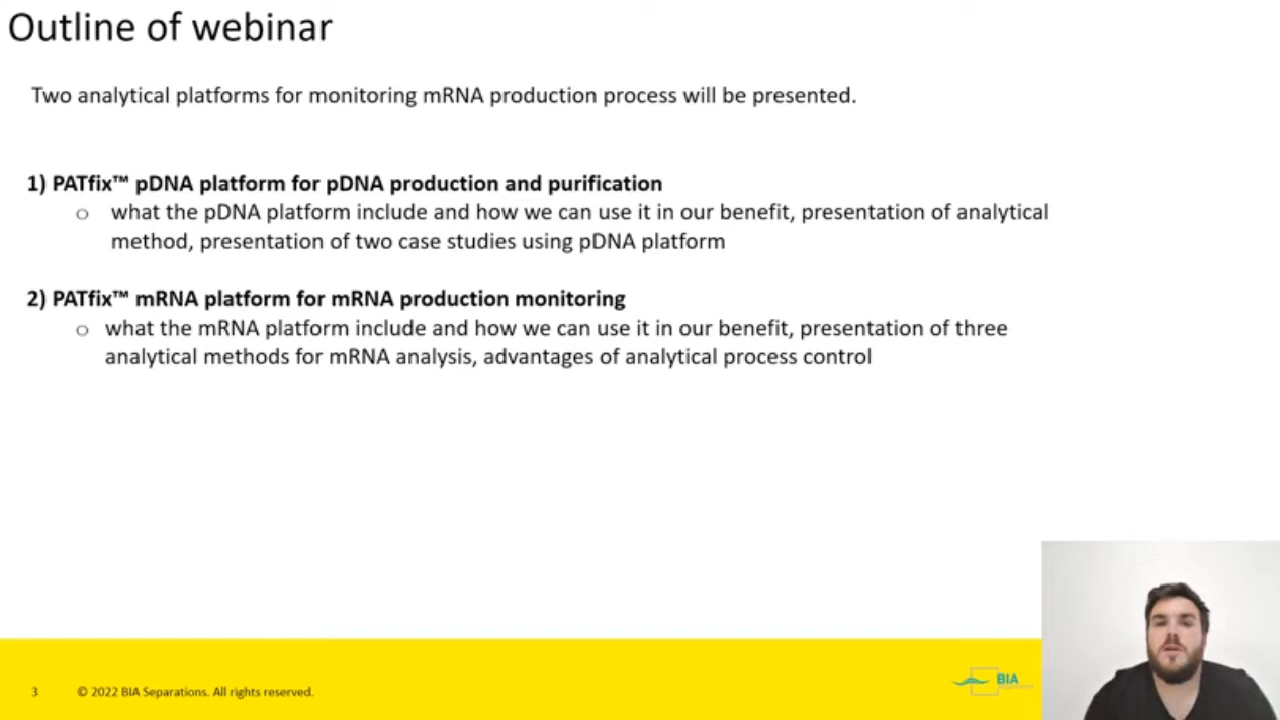 Outline of webinar
Two analytical platforms for monitoring mRNA production process will be presented.
1) PATfix™ pDNA platform for pDNA production and purification
o what the pDNA platform include and how we can use it in our benefit, presentation of analytical
method, presentation of two case studies using pDNA platform
2) PATfix™ mRNA platform for mRNA production monitoring
o what the mRNA platform include and how we can use it in our benefit, presentation of three
analytical methods for mRNA analysis, advantages of analytical process control
3 © 2022 BIA Separations. All rights reserved.
BIA